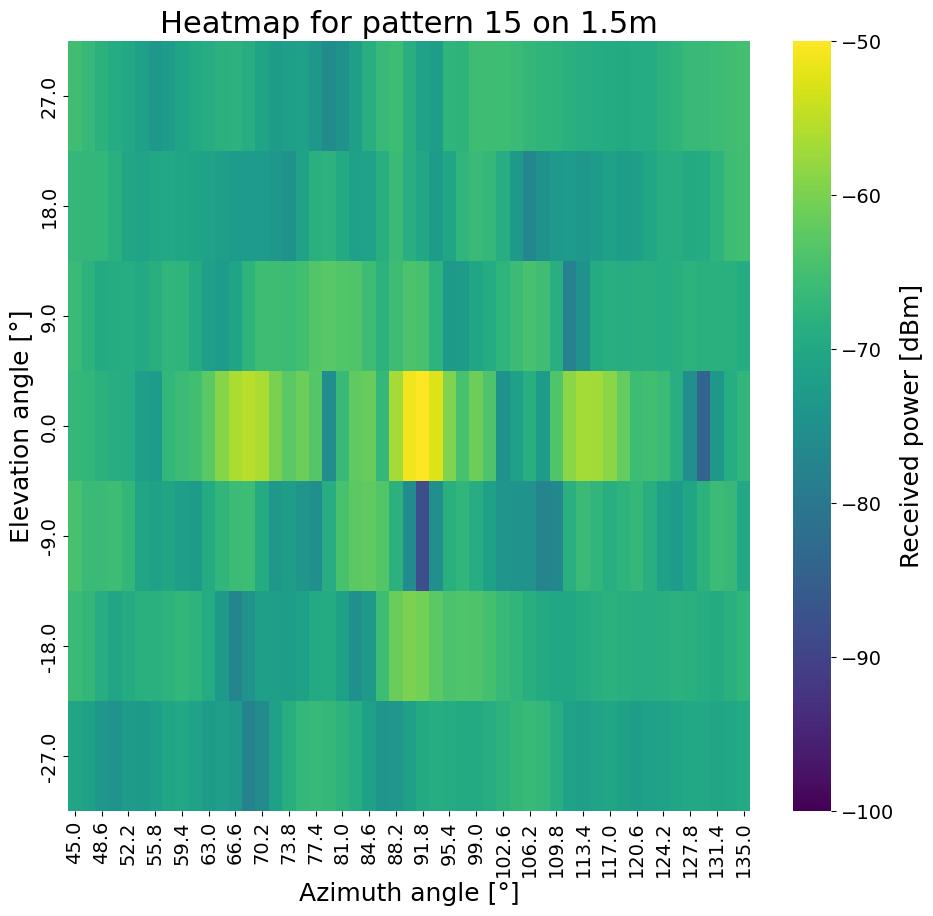 Heatmap for pattern 15 on 1.5m
Elevation angle [°]
27.0
18.0
9.0
0.0
-9.0
-18.0
-27.0
45.0 48.6 52.2 55.8 59.4 63.0 66.6 70.2 73.8 77.4 81.0 84.6 88.2 91.8 95.4 99.0 102.6 106.2 109.8 113.4 117.0 120.6 124.2 127.8 131.4 135.0
Azimuth angle [°]
−50
−60
−70
−80
−90
−100
Received power [dBm]